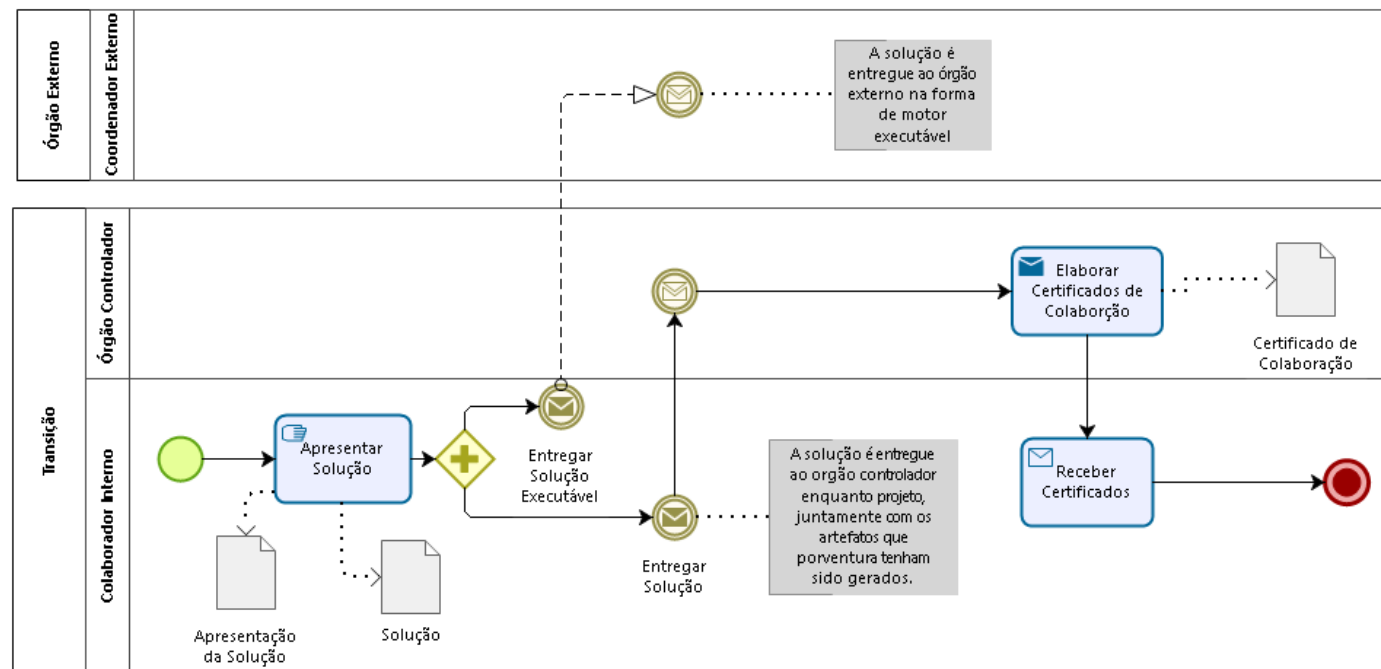 Órgão Externo
Coordenador Externo
A solução é
entregue ao órgão
externo na forma
de motor
executável
Transição
Órgão Controlador
Elaborar
Certificados de
Colaborção
Certificado de
Colaboração
Colaborador Interno
Apresentar
Solução
Entregar
Solução
Executável
Entregar
Solução
A solução é entregue
ao orgão controlador
enquanto projeto,
juntamente com os
artefatos que
porventura tenham
sido gerados.
Receber
Certificados
Apresentação
da Solução
Solução